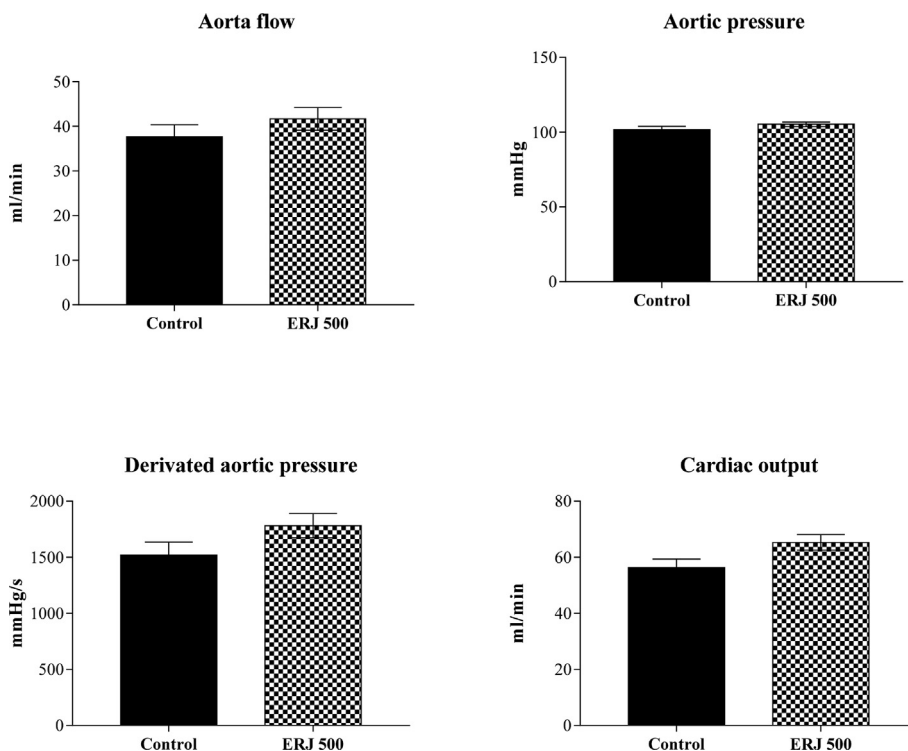 Aorta flow
50
40
30
20
10
0
ml/min
Control
ERJ 500
Aortic pressure
150
100
50
0
mmHg
Control
ERJ 500
Derivated aortic pressure
2000
1500
1000
500
0
mmHg/s
Control
ERJ 500
Cardiac output
80
60
40
20
0
ml/min
Control
ERJ 500